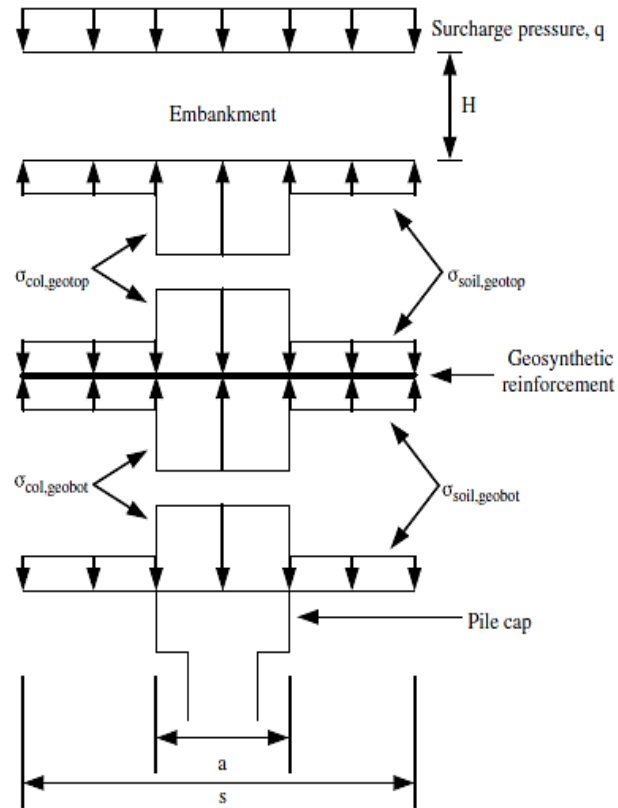 Surcharge pressure, q
H
Embankment
σcol,geotop
σsoil,geotop
Geosynthetic
reinforcement
σcol,geobot
σsoil,geobot
Pile cap
a
s